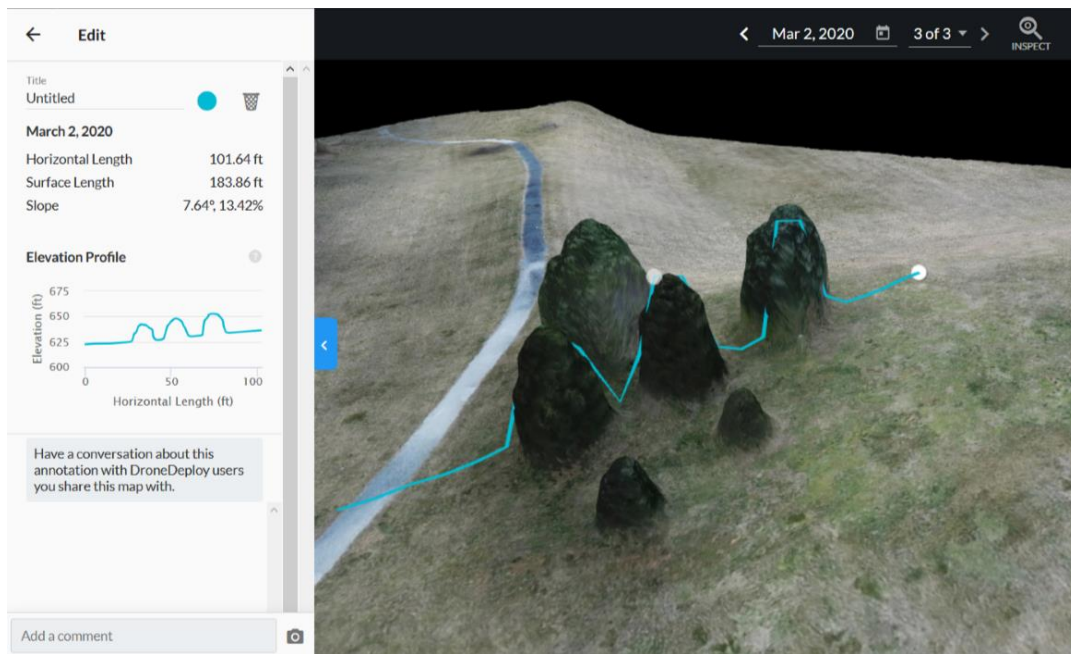 Edit
Mar 2, 2020
3 of 3
INSPECT
Title
Untitled
March 2, 2020
Horizontal Length 101.64 ft
Surface Length 183.86 ft
Slope 7.64°, 13.42%
Elevation Profile
?
Elevation (ft)
675
650
625
600
0 50 100
Horizontal Length (ft)
Have a conversation about this
annotation with DroneDeploy users
you share this map with.
Add a comment